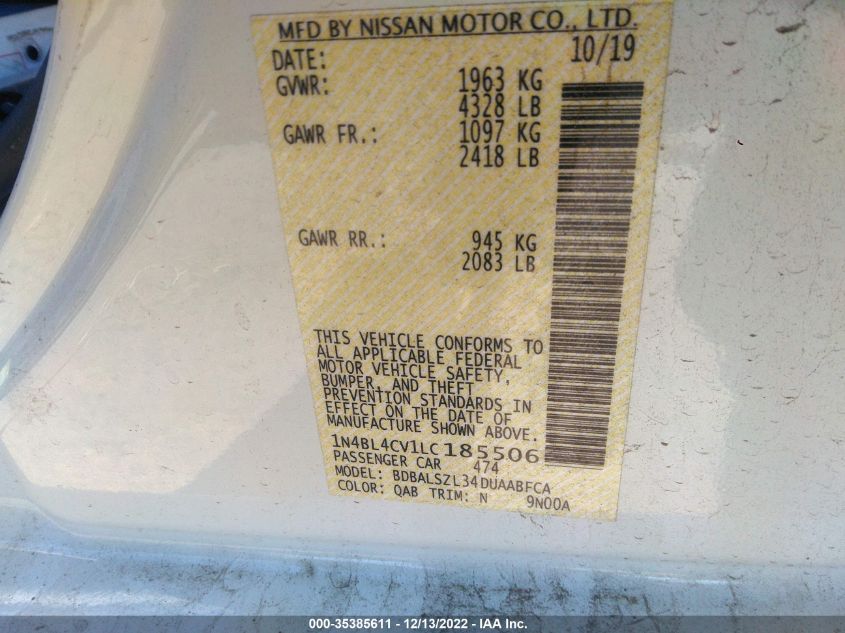 MFD BY NISSAN MOTOR CO., LTD.
DATE: 10/19
GVWR: 1963 KG
4328 LB
GAWR FR.: 1097 KG
2418 LB
GAWR RR.: 945 KG
2083 LB
THIS VEHICLE CONFORMS TO
ALL APPLICABLE FEDERAL
MOTOR VEHICLE SAFETY,
BUMPER, AND THEFT
PREVENTION STANDARDS IN
EFFECT ON THE DATE OF
MANUFACTURE SHOWN ABOVE.
1N4BL4CV1LC185506
PASSENGER CAR 474
MODEL: BDBALSZL34DUAABFCA
COLOR: QAB TRIM: N 9N00A
000-35385611 - 12/13/2022 - IAA Inc.